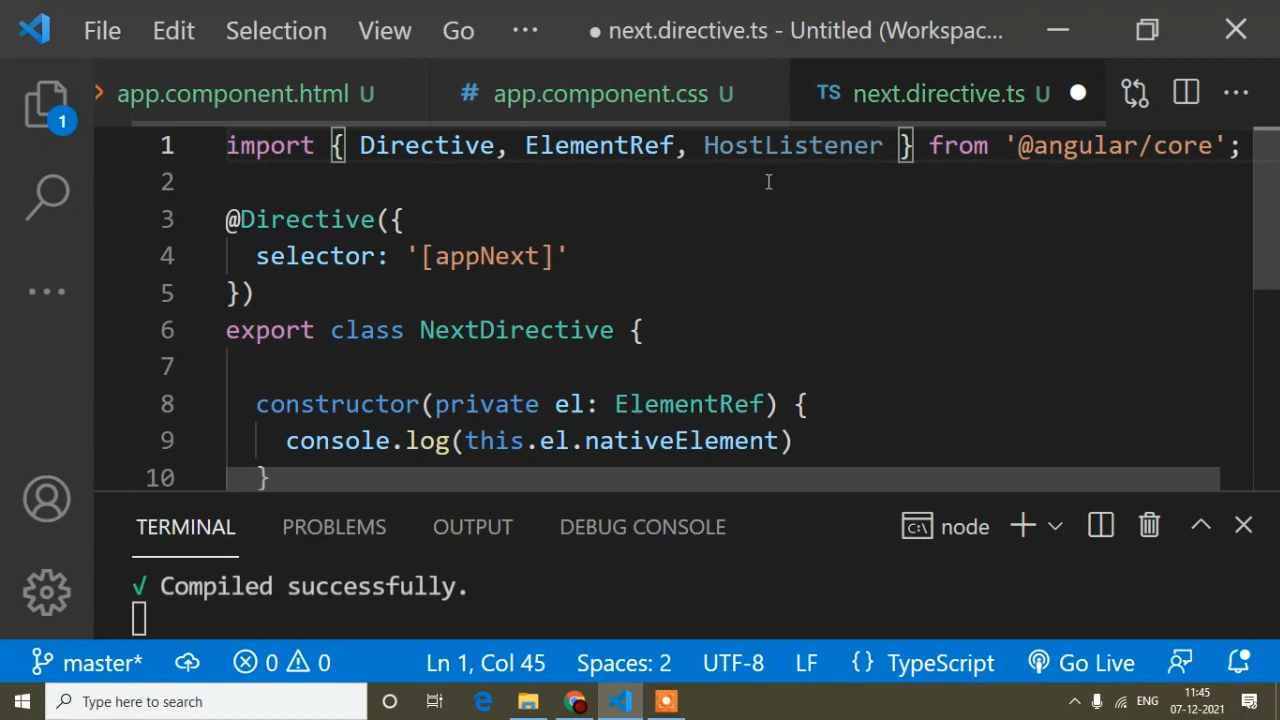 File Edit Selection View Go ··· ● next.directive.ts - Untitled (Workspac...
app.component.html U # app.component.css U TS next.directive.ts U
1
1 import { Directive, ElementRef, HostListener } from '@angular/core';
2
3 @Directive({
4 selector: '[appNext]'
5 })
6 export class NextDirective {
7
8 constructor(private el: ElementRef) {
9 console.log(this.el.nativeElement)
10 }
TERMINAL PROBLEMS OUTPUT DEBUG CONSOLE node
√ Compiled successfully.
master* 0 0 Ln 1, Col 45 Spaces: 2 UTF-8 LF {} TypeScript Go Live
Type here to search ENG 11:45
07-12-2021